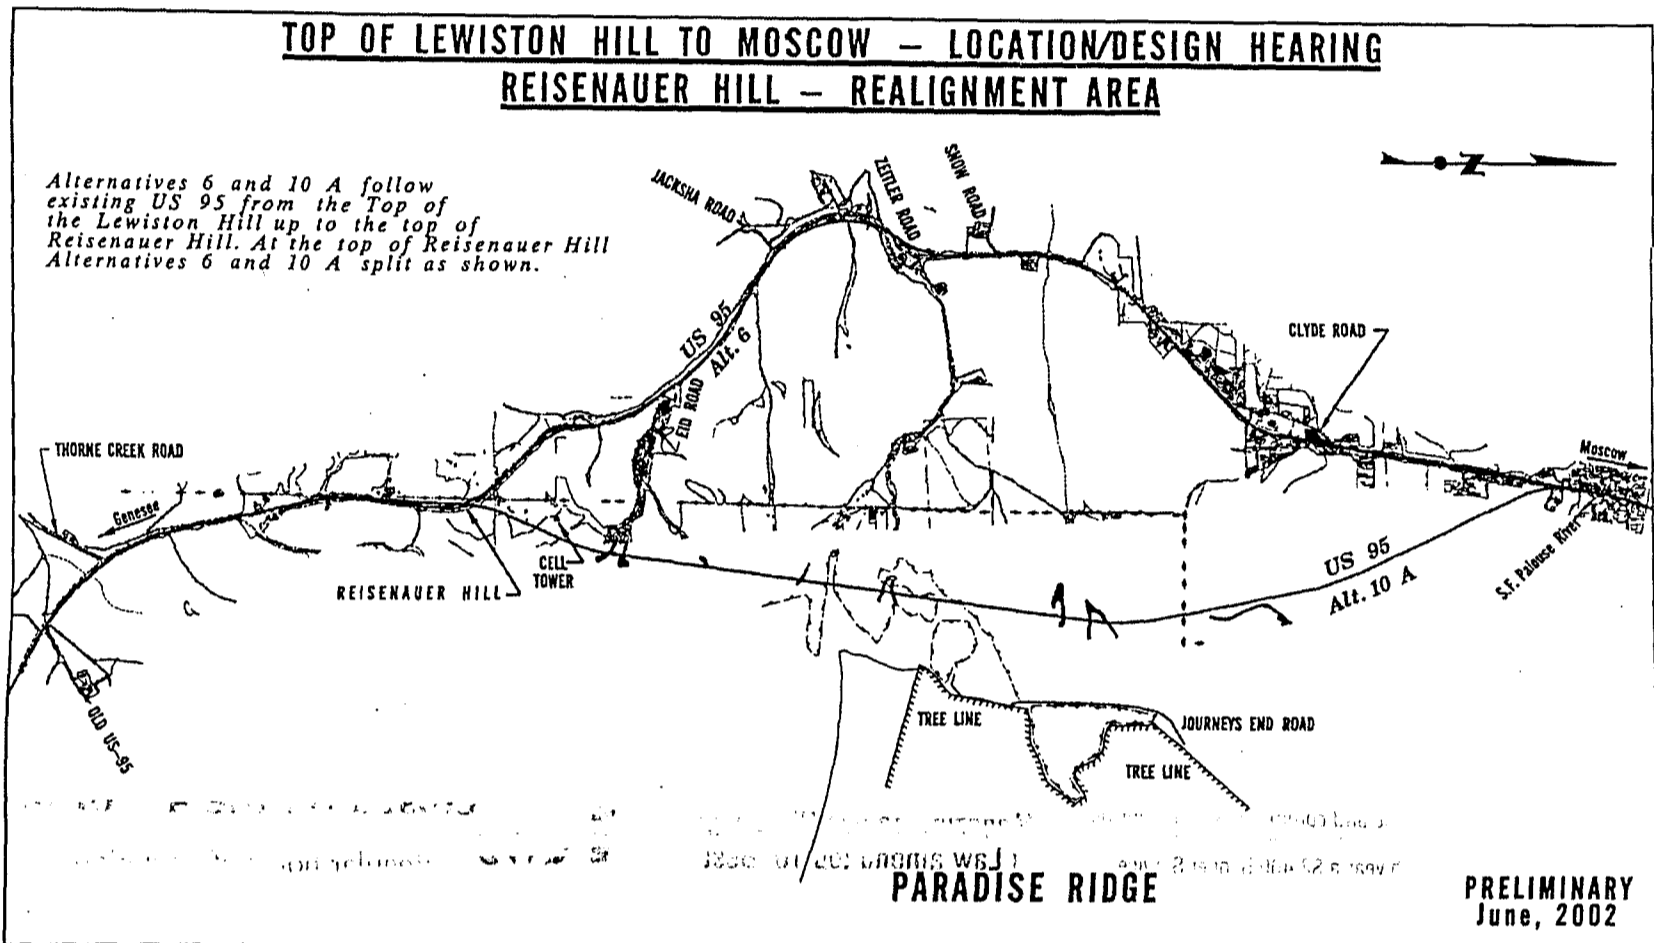 TOP OF LEWISTON HILL TO MOSCOW – LOCATION/DESIGN HEARING
REISENAUER HILL – REALIGNMENT AREA
Alternatives 6 and 10 A follow
existing US 95 from the Top of
the Lewiston Hill up to the top of
Reisenauer Hill. At the top of Reisenauer Hill
Alternatives 6 and 10 A split as shown.
N
JACKSHA ROAD
ZEITLER ROAD
SNOW ROAD
US 95
Alt. 6
EID ROAD
CLYDE ROAD
THORNE CREEK ROAD
Genesee
Moscow
REISENAUER HILL
CELL
TOWER
US 95
Alt. 10 A
S.F. Palouse River
OLD US-95
TREE LINE
JOURNEYS END ROAD
TREE LINE
PARADISE RIDGE
PRELIMINARY
June, 2002